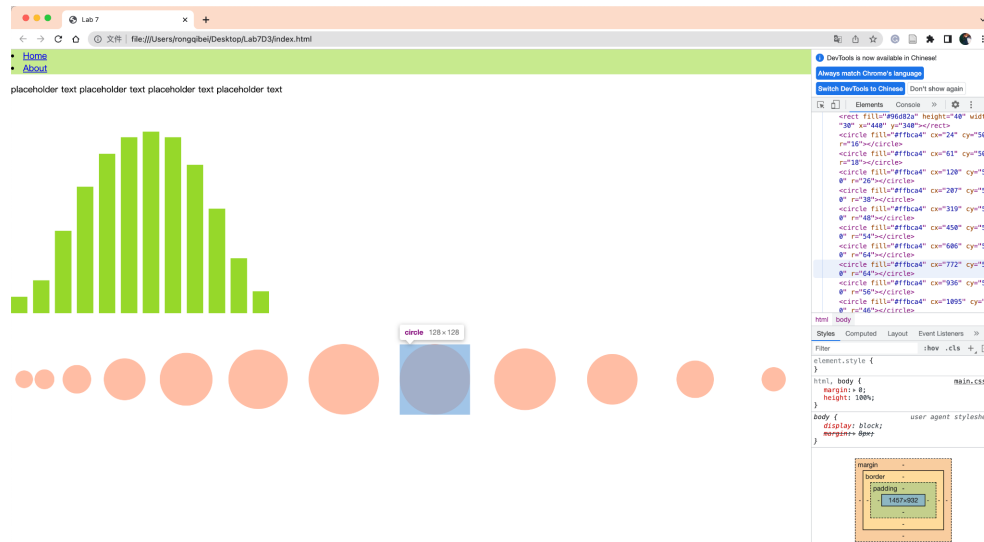 Lab 7
文件 file:///Users/rongqibei/Desktop/Lab7D3/index.html
Home
About
placeholder text placeholder text placeholder text placeholder text
circle 128 × 128
DevTools is now available in Chinese!
Always match Chrome's language
Switch DevTools to Chinese Don't show again
Elements Console »
<rect fill="#96d82a" height="40" widt
"30" x="440" y="340"></rect>
<circle fill="#ffbca4" cx="24" cy="50
r="16"></circle>
<circle fill="#ffbca4" cx="61" cy="50
r="18"></circle>
<circle fill="#ffbca4" cx="120" cy="5
0" r="26"></circle>
<circle fill="#ffbca4" cx="207" cy="5
0" r="38"></circle>
<circle fill="#ffbca4" cx="319" cy="5
0" r="48"></circle>
<circle fill="#ffbca4" cx="450" cy="5
0" r="54"></circle>
<circle fill="#ffbca4" cx="606" cy="5
0" r="64"></circle>
<circle fill="#ffbca4" cx="772" cy="5
0" r="64"></circle>
<circle fill="#ffbca4" cx="936" cy="5
0" r="56"></circle>
<circle fill="#ffbca4" cx="1095" cy="
0" r="46"></circle>
html body
Styles Computed Layout Event Listeners »
Filter :hov .cls +
element.style {
}
html, body { main.css
margin:▸ 0;
height: 100%;
}
body { user agent styleshe
display: block;
margin:▸ 8px;
}
margin -
border -
padding -
- - - 1457×932 - - -
-
-
-